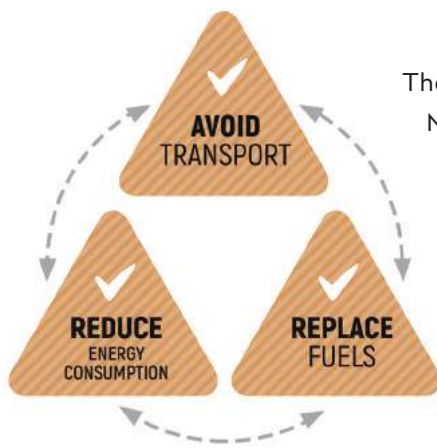 AVOID
TRANSPORT
REDUCE
ENERGY
CONSUMPTION
REPLACE
FUELS